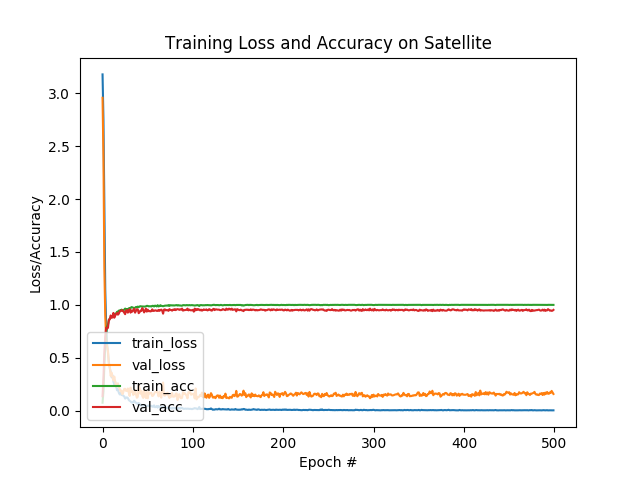 Training Loss and Accuracy on Satellite
3.0
2.5
2.0
1.5
1.0
0.5
0.0
Loss/Accuracy
train_loss
val_loss
train_acc
val_acc
0 100 200 300 400 500
Epoch #